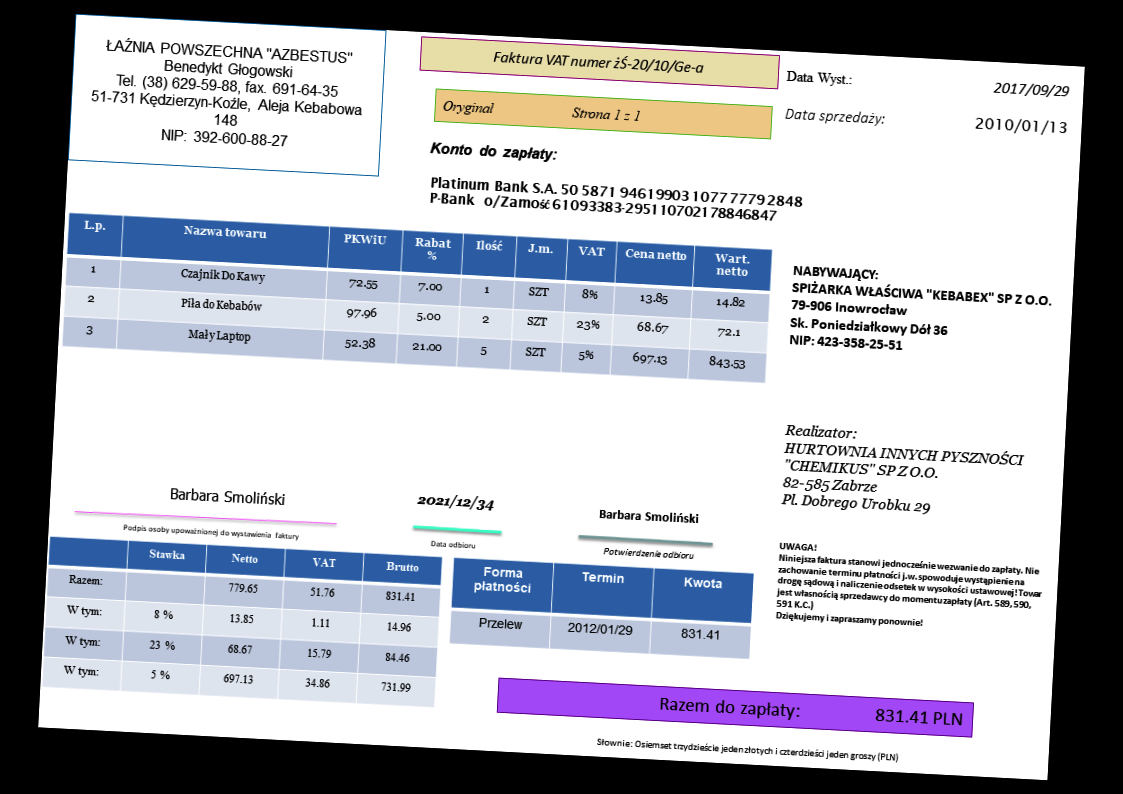 ŁAŹNIA POWSZECHNA "AZBESTUS"
Benedykt Głogowski
Tel. (38) 629-59-88, fax. 691-64-35
51-731 Kędzierzyn-Koźle, Aleja Kebabowa
148
NIP: 392-600-88-27
Faktura VAT numer żŚ-20/10/Ge-a
Oryginał Strona 1 z 1
Data Wyst.: 2017/09/29
Data sprzedaży: 2010/01/13
Konto do zapłaty:
Platinum Bank S.A. 50 5871 9461 9903 1077 7779 2848
P-Bank o/Zamość 61093383-295110702178846847
L.p. Nazwa towaru PKWiU Rabat % Ilość J.m. VAT Cena netto Wart. netto
1 Czajnik Do Kawy 72.55 7.00 1 SZT 8% 13.85 14.82
2 Piła do Kebabów 97.96 5.00 2 SZT 23% 68.67 72.1
3 Mały Laptop 52.38 21.00 5 SZT 5% 697.13 843.53
NABYWAJĄCY:
SPIŻARKA WŁAŚCIWA "KEBABEX" SP Z O.O.
79-906 Inowrocław
Sk. Poniedziałkowy Dół 36
NIP: 423-358-25-51
Realizator:
HURTOWNIA INNYCH PYSZNOŚCI
"CHEMIKUS" SP Z O.O.
82-585 Zabrze
Pl. Dobrego Urobku 29
Barbara Smoliński
Podpis osoby upoważnionej do wystawienia faktury
2021/12/34
Data odbioru
Barbara Smoliński
Potwierdzenie odbioru
UWAGA!
Niniejsza faktura stanowi jednocześnie wezwanie do zapłaty. Nie
zachowanie terminu płatności j.w. spowoduje wystąpienie na
drogę sądową i naliczenie odsetek w wysokości ustawowej! Towar
jest własnością sprzedawcy do momentu zapłaty (Art. 589, 590,
591 K.C.)
Dziękujemy i zapraszamy ponownie!
Stawka Netto VAT Brutto
Razem: 779.65 51.76 831.41
W tym: 8 % 13.85 1.11 14.96
W tym: 23 % 68.67 15.79 84.46
W tym: 5 % 697.13 34.86 731.99
Forma płatności Termin Kwota
Przelew 2012/01/29 831.41
Razem do zapłaty: 831.41 PLN
Słownie: Osiemset trzydzieście jeden złotych i czterdzieści jeden groszy (PLN)